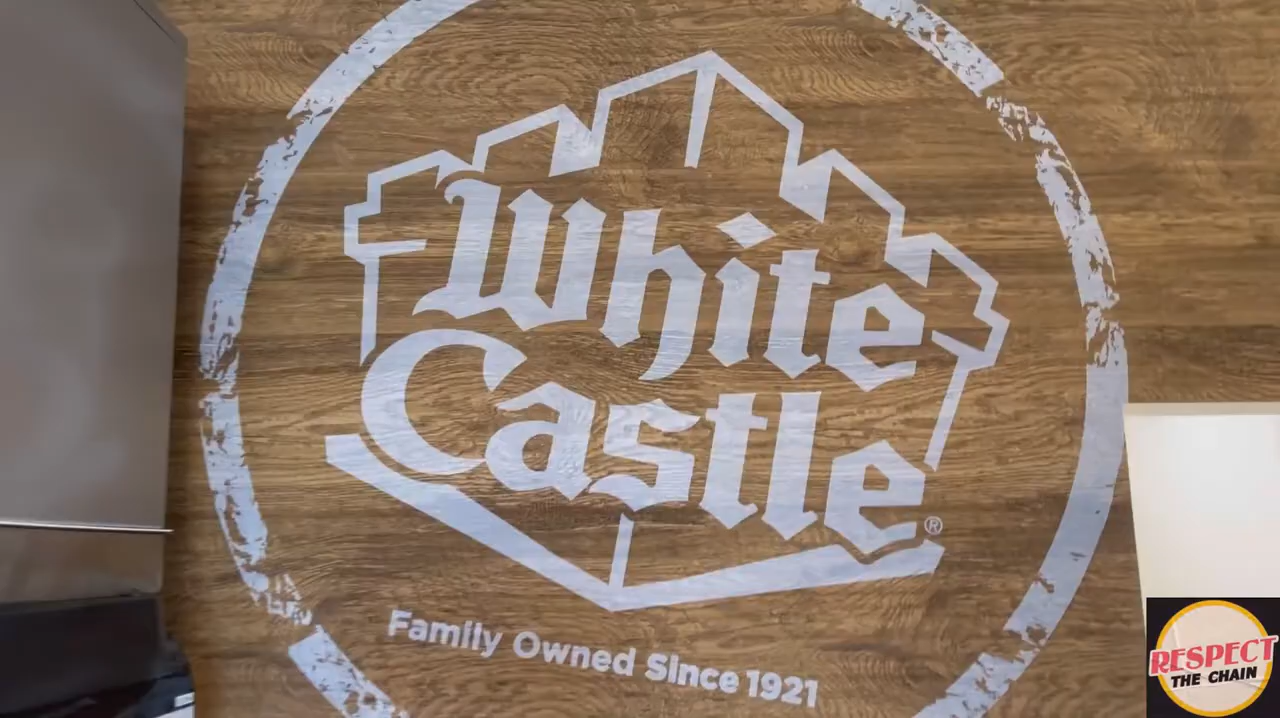 White
Castle®
Family Owned Since 1921
RESPECT
THE CHAIN